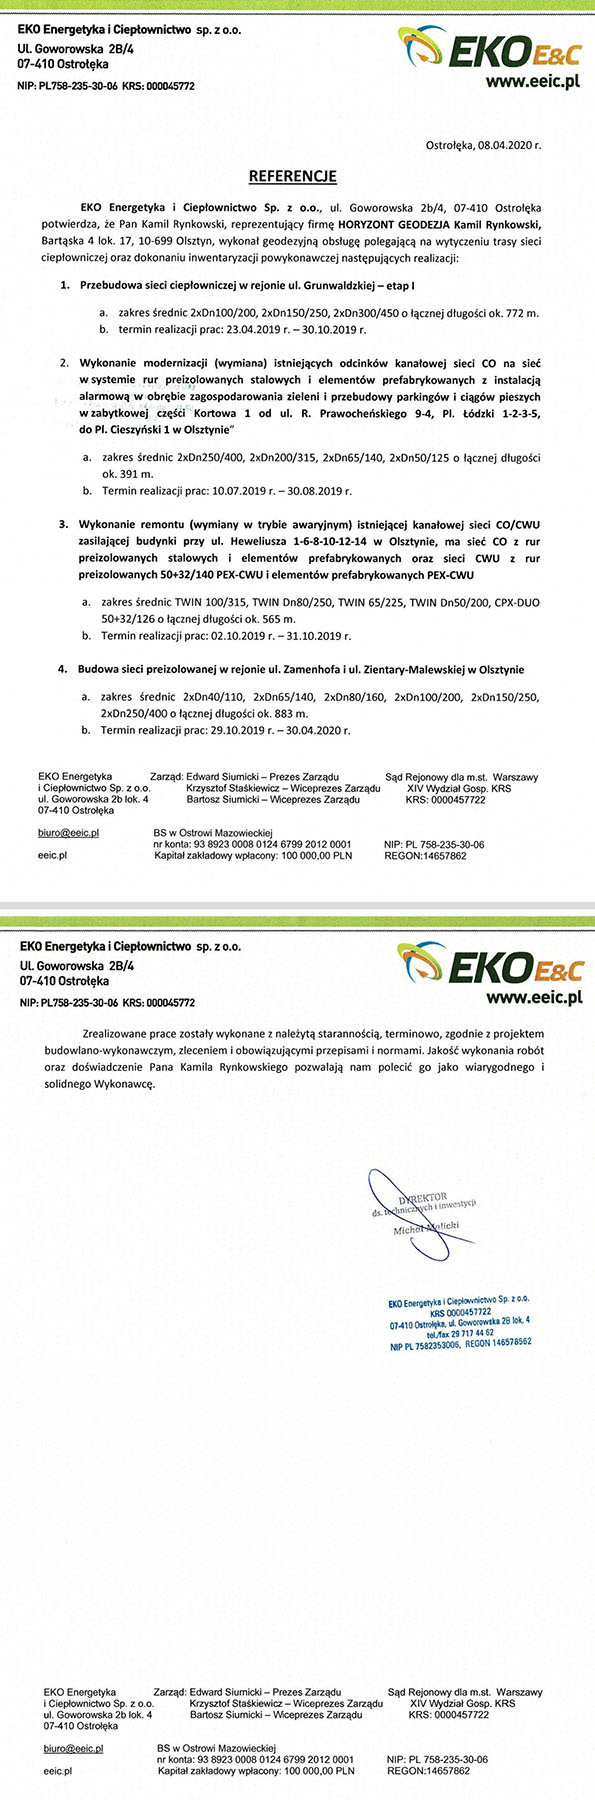 EKO Energetyka i Ciepłownictwo sp. z o.o.
Ul. Goworowska 2B/4
07-410 Ostrołęka
NIP: PL758-235-30-06 KRS: 000045772
EKO E&C
www.eeic.pl
Ostrołęka, 08.04.2020 r.
REFERENCJE
EKO Energetyka i Ciepłownictwo Sp. z o.o., ul. Goworowska 2b/4, 07-410 Ostrołęka
potwierdza, że Pan Kamil Rynkowski, reprezentujący firmę HORYZONT GEODEZJA Kamil Rynkowski,
Bartąska 4 lok. 17, 10-699 Olsztyn, wykonał geodezyjną obsługę polegającą na wytyczeniu trasy sieci
ciepłowniczej oraz dokonaniu inwentaryzacji powykonawczej następujących realizacji:
1. Przebudowa sieci ciepłowniczej w rejonie ul. Grunwaldzkiej – etap I
a. zakres średnic 2xDn100/200, 2xDn150/250, 2xDn300/450 o łącznej długości ok. 772 m.
b. termin realizacji prac: 23.04.2019 r. – 30.10.2019 r.
2. Wykonanie modernizacji (wymiana) istniejących odcinków kanałowej sieci CO na sieć
w systemie rur preizolowanych stalowych i elementów prefabrykowanych z instalacją
alarmową w obrębie zagospodarowania zieleni i przebudowy parkingów i ciągów pieszych
w zabytkowej części Kortowa 1 od ul. R. Prawocheńskiego 9-4, Pl. Łódzki 1-2-3-5,
do Pl. Cieszyński 1 w Olsztynie”
a. zakres średnic 2xDn250/400, 2xDn200/315, 2xDn65/140, 2xDn50/125 o łącznej długości
ok. 391 m.
b. Termin realizacji prac: 10.07.2019 r. – 30.08.2019 r.
3. Wykonanie remontu (wymiany w trybie awaryjnym) istniejącej kanałowej sieci CO/CWU
zasilającej budynki przy ul. Heweliusza 1-6-8-10-12-14 w Olsztynie, ma sieć CO z rur
preizolowanych stalowych i elementów prefabrykowanych oraz sieci CWU z rur
preizolowanych 50+32/140 PEX-CWU i elementów prefabrykowanych PEX-CWU
a. zakres średnic TWIN 100/315, TWIN Dn80/250, TWIN 65/225, TWIN Dn50/200, CPX-DUO
50+32/126 o łącznej długości ok. 565 m.
b. Termin realizacji prac: 02.10.2019 r. – 31.10.2019 r.
4. Budowa sieci preizolowanej w rejonie ul. Zamenhofa i ul. Zientary-Malewskiej w Olsztynie
a. zakres średnic 2xDn40/110, 2xDn65/140, 2xDn80/160, 2xDn100/200, 2xDn150/250,
2xDn250/400 o łącznej długości ok. 883 m.
b. Termin realizacji prac: 29.10.2019 r. – 30.04.2020 r.
EKO Energetyka Zarząd: Edward Siurnicki – Prezes Zarządu Sąd Rejonowy dla m.st. Warszawy
i Ciepłownictwo Sp. z o.o. Krzysztof Staśkiewicz – Wiceprezes Zarządu XIV Wydział Gosp. KRS
ul. Goworowska 2b lok. 4 Bartosz Siurnicki – Wiceprezes Zarządu KRS: 0000457722
07-410 Ostrołęka
biuro@eeic.pl BS w Ostrowi Mazowieckiej
nr konta: 93 8923 0008 0124 6799 2012 0001 NIP: PL 758-235-30-06
eeic.pl Kapitał zakładowy wpłacony: 100 000,00 PLN REGON:14657862
EKO Energetyka i Ciepłownictwo sp. z o.o.
Ul. Goworowska 2B/4
07-410 Ostrołęka
NIP: PL758-235-30-06 KRS: 000045772
EKO E&C
www.eeic.pl
Zrealizowane prace zostały wykonane z należytą starannością, terminowo, zgodnie z projektem
budowlano-wykonawczym, zleceniem i obowiązującymi przepisami i normami. Jakość wykonania robót
oraz doświadczenie Pana Kamila Rynkowskiego pozwalają nam polecić go jako wiarygodnego i
solidnego Wykonawcę.
DYREKTOR
ds. technicznych i inwestycji
Michał Malicki
EKO Energetyka i Ciepłownictwo Sp. z o.o.
KRS 0000457722
07-410 Ostrołęka, ul. Goworowska 2B lok. 4
tel./fax 29 717 44 62
NIP PL 7582353006, REGON 146578562
EKO Energetyka Zarząd: Edward Siurnicki – Prezes Zarządu Sąd Rejonowy dla m.st. Warszawy
i Ciepłownictwo Sp. z o.o. Krzysztof Staśkiewicz – Wiceprezes Zarządu XIV Wydział Gosp. KRS
ul. Goworowska 2b lok. 4 Bartosz Siurnicki – Wiceprezes Zarządu KRS: 0000457722
07-410 Ostrołęka
biuro@eeic.pl BS w Ostrowi Mazowieckiej
nr konta: 93 8923 0008 0124 6799 2012 0001 NIP: PL 758-235-30-06
eeic.pl Kapitał zakładowy wpłacony: 100 000,00 PLN REGON:14657862